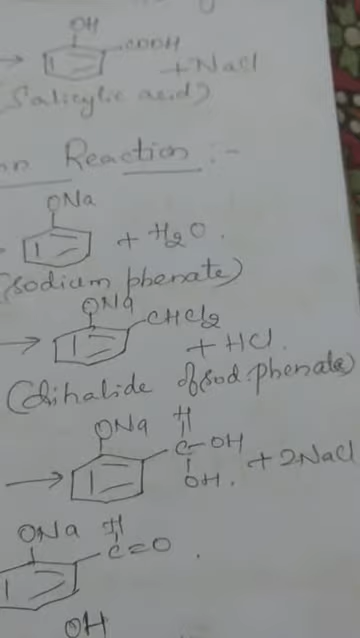 OH
COOH
→ + NaCl
Salicylic acid)
Reaction :-
ONa
+ H2O.
(sodium phenate)
ONa
→ CHCl2
+ HCl.
(dihalide of sod. phenate)
ONa H
→ C-OH + 2NaCl
OH.
ONa H
C=O.
OH